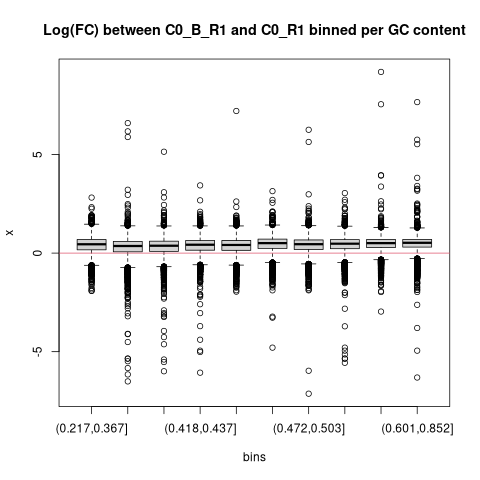 Log(FC) between C0_B_R1 and C0_R1 binned per GC content
x
5
0
-5
(0.217,0.367] (0.418,0.437] (0.472,0.503] (0.601,0.852]
bins